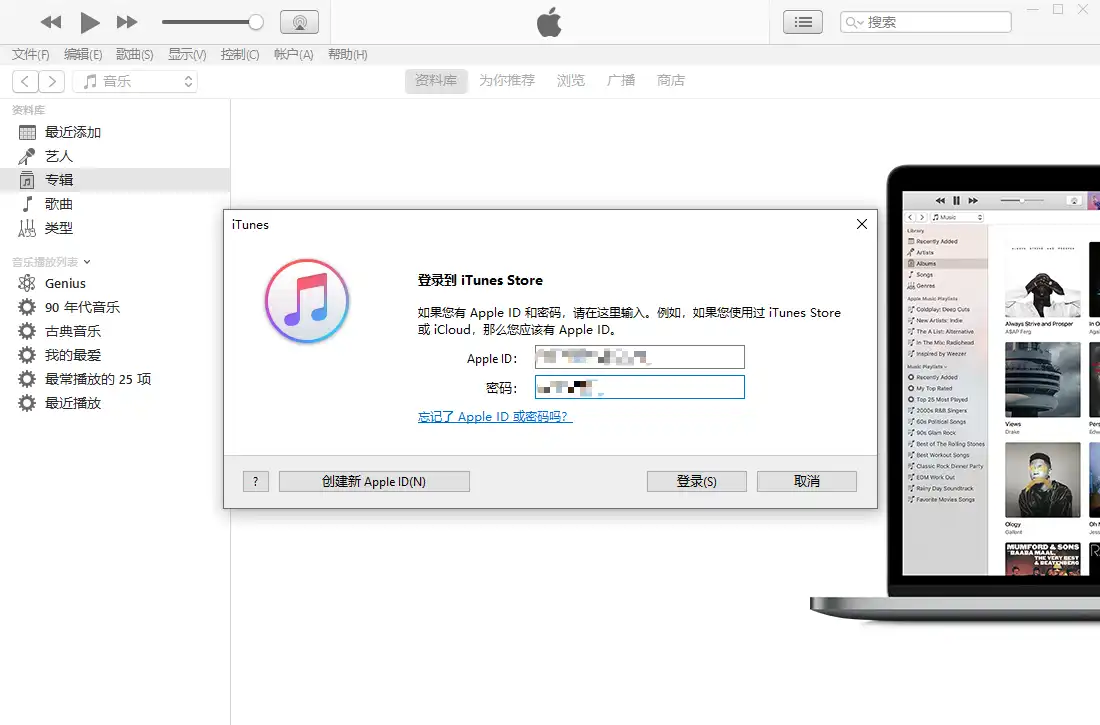 搜索
文件(F) 编辑(E) 歌曲(S) 显示(V) 控制(C) 帐户(A) 帮助(H)
音乐
资料库 为你推荐 浏览 广播 商店
资料库
最近添加
艺人
专辑
歌曲
类型
音乐播放列表
Genius
90 年代音乐
古典音乐
我的最爱
最常播放的 25 项
最近播放
iTunes
登录到 iTunes Store
如果您有 Apple ID 和密码，请在这里输入。例如，如果您使用过 iTunes Store
或 iCloud，那么您应该有 Apple ID。
Apple ID：
密码：
忘记了 Apple ID 或密码吗？
?
创建新 Apple ID(N)
登录(S)
取消
Music
Library
Recently Added
Artists
Albums
Songs
Genres
Apple Music Playlists
Coldplay: Deep Cuts
New Artists: Indie
The A List: Alternative
In The Mix: Radiohead
Inspired by Weezer
Music Playlists
Recently Added
My Top Rated
Top 25 Most Played
2000s R&B Singers
60s Political Songs
90s Glam Rock
Best of The Rolling Stones
Best Workout Songs
Classic Rock Dinner Party
EDM Work Out
Rainy Day Soundtrack
Favorite Movies Songs
Always Strive and Prosper
A$AP Ferg
Views
Drake
Ology
Gallant
MUMFORD & SONS
BAABA MAAL
THE VERY BEST
& BEATENBERG